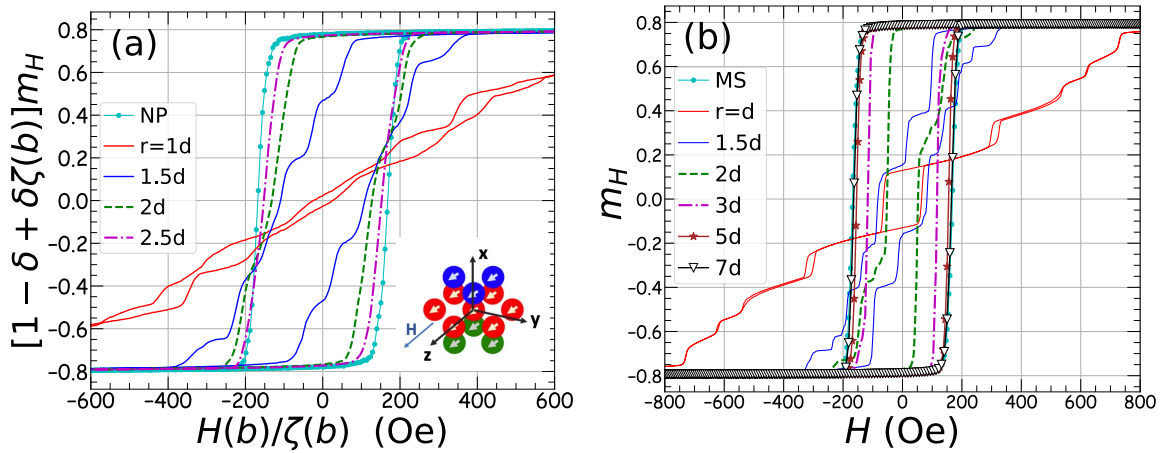 (a)
[1 − δ + δζ(b)]m_H
0.8
0.6
0.4
0.2
0.0
−0.2
−0.4
−0.6
−0.8
NP
r=1d
1.5d
2d
2.5d
x
y
z
H
−600 −400 −200 0 200 400 600
H(b)/ζ(b) (Oe)
(b)
m_H
0.8
0.6
0.4
0.2
0.0
−0.2
−0.4
−0.6
−0.8
MS
r=d
1.5d
2d
3d
5d
7d
−800 −600 −400 −200 0 200 400 600 800
H (Oe)